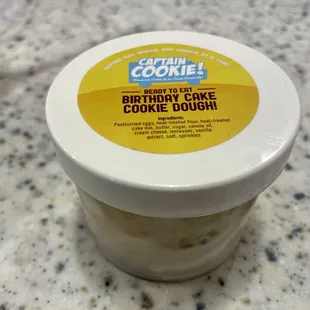 CAPTAIN
COOKIE!
READY TO EAT
BIRTHDAY CAKE
COOKIE DOUGH!
Ingredients:
Pasteurized eggs, heat-treated flour, heat-treated
cake mix, butter, sugar, canola oil,
cream cheese, molasses, vanilla
extract, salt, sprinkles